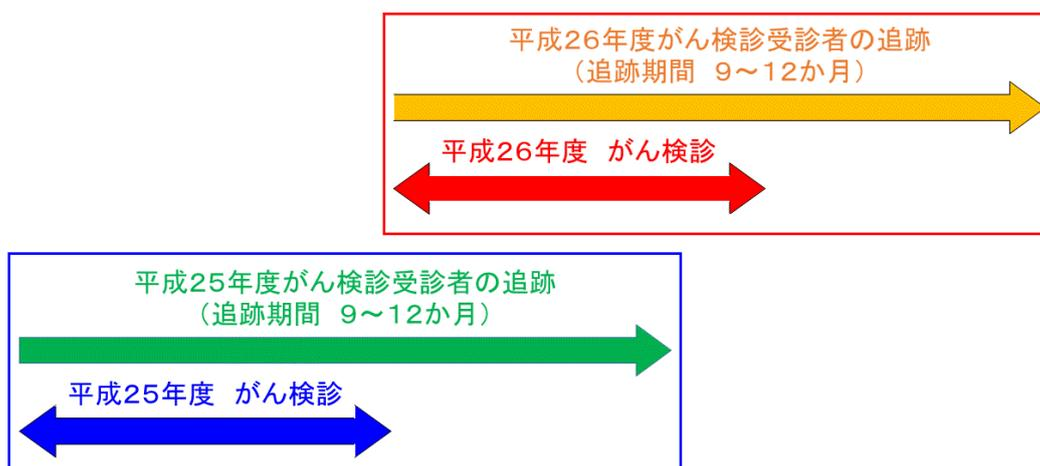 平成２６年度がん検診受診者の追跡
（追跡期間　９～１２か月）
平成２６年度　がん検診
平成２５年度がん検診受診者の追跡
（追跡期間　９～１２か月）
平成２５年度　がん検診